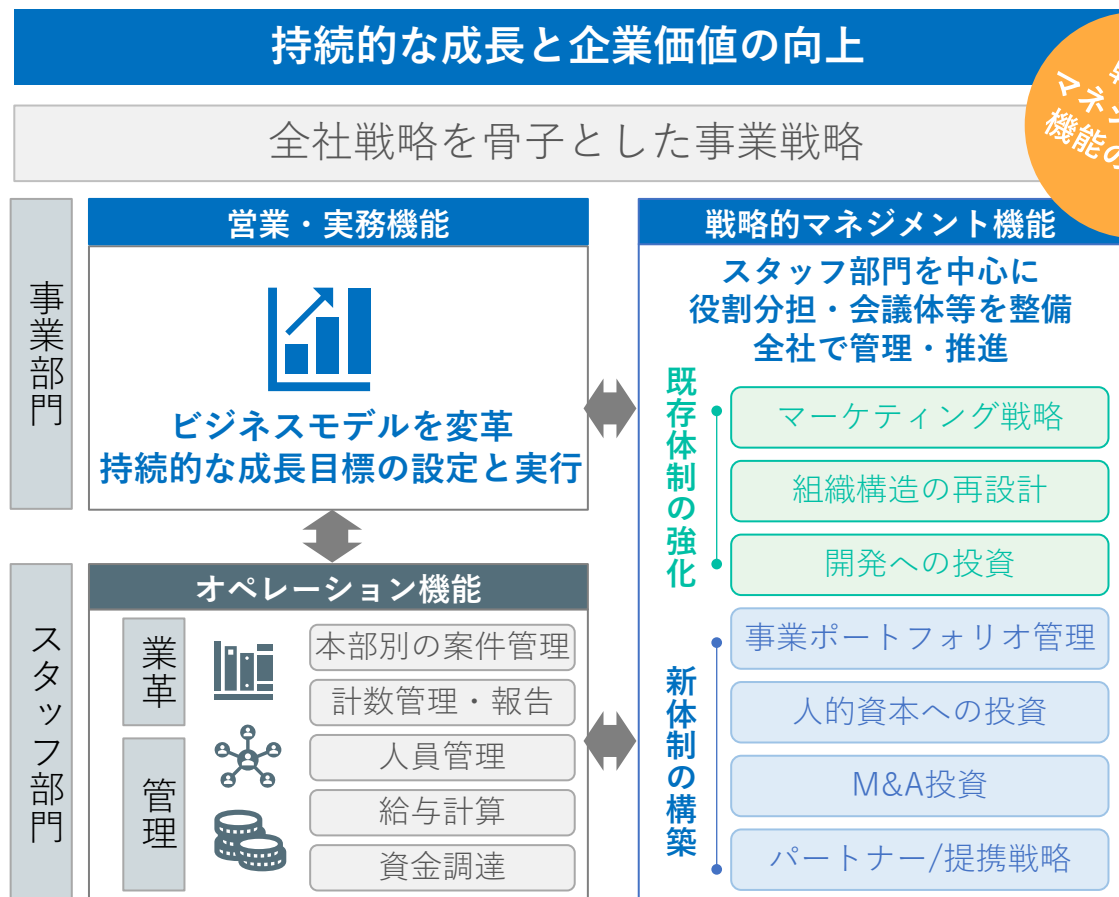 持続的な成長と企業価値の向上
全社戦略を骨子とした事業戦略
マネジ
機能の
事業部門
営業・実務機能
ビジネスモデルを変革
持続的な成長目標の設定と実行
戦略的マネジメント機能
スタッフ部門を中心に
役割分担・会議体等を整備
全社で管理・推進
既存体制の強化
マーケティング戦略
組織構造の再設計
開発への投資
新体制の構築
事業ポートフォリオ管理
人的資本への投資
M&A投資
パートナー/提携戦略
スタッフ部門
オペレーション機能
業革
本部別の案件管理
計数管理・報告
管理
人員管理
給与計算
資金調達